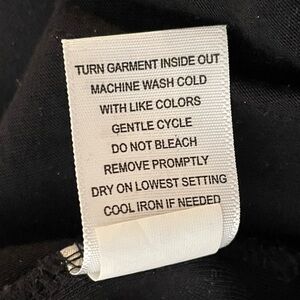 TURN GARMENT INSIDE OUT
MACHINE WASH COLD
WITH LIKE COLORS
GENTLE CYCLE
DO NOT BLEACH
REMOVE PROMPTLY
DRY ON LOWEST SETTING
COOL IRON IF NEEDED